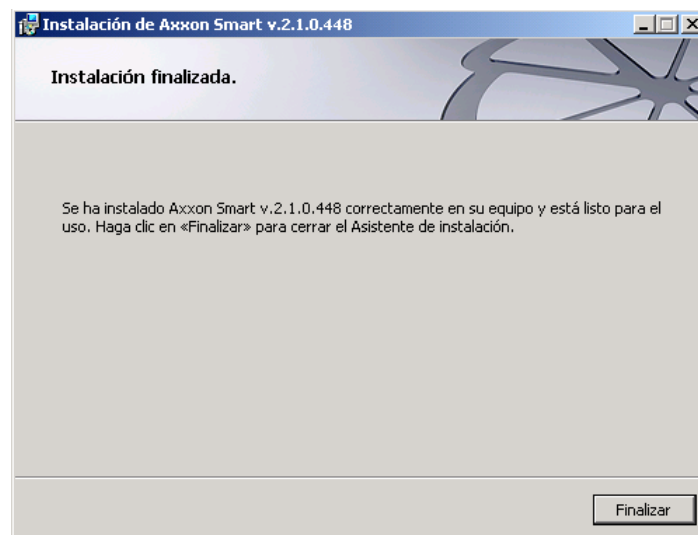 Instalación de Axxon Smart v.2.1.0.448
Instalación finalizada.
Se ha instalado Axxon Smart v.2.1.0.448 correctamente en su equipo y está listo para el
uso. Haga clic en «Finalizar» para cerrar el Asistente de instalación.
Finalizar